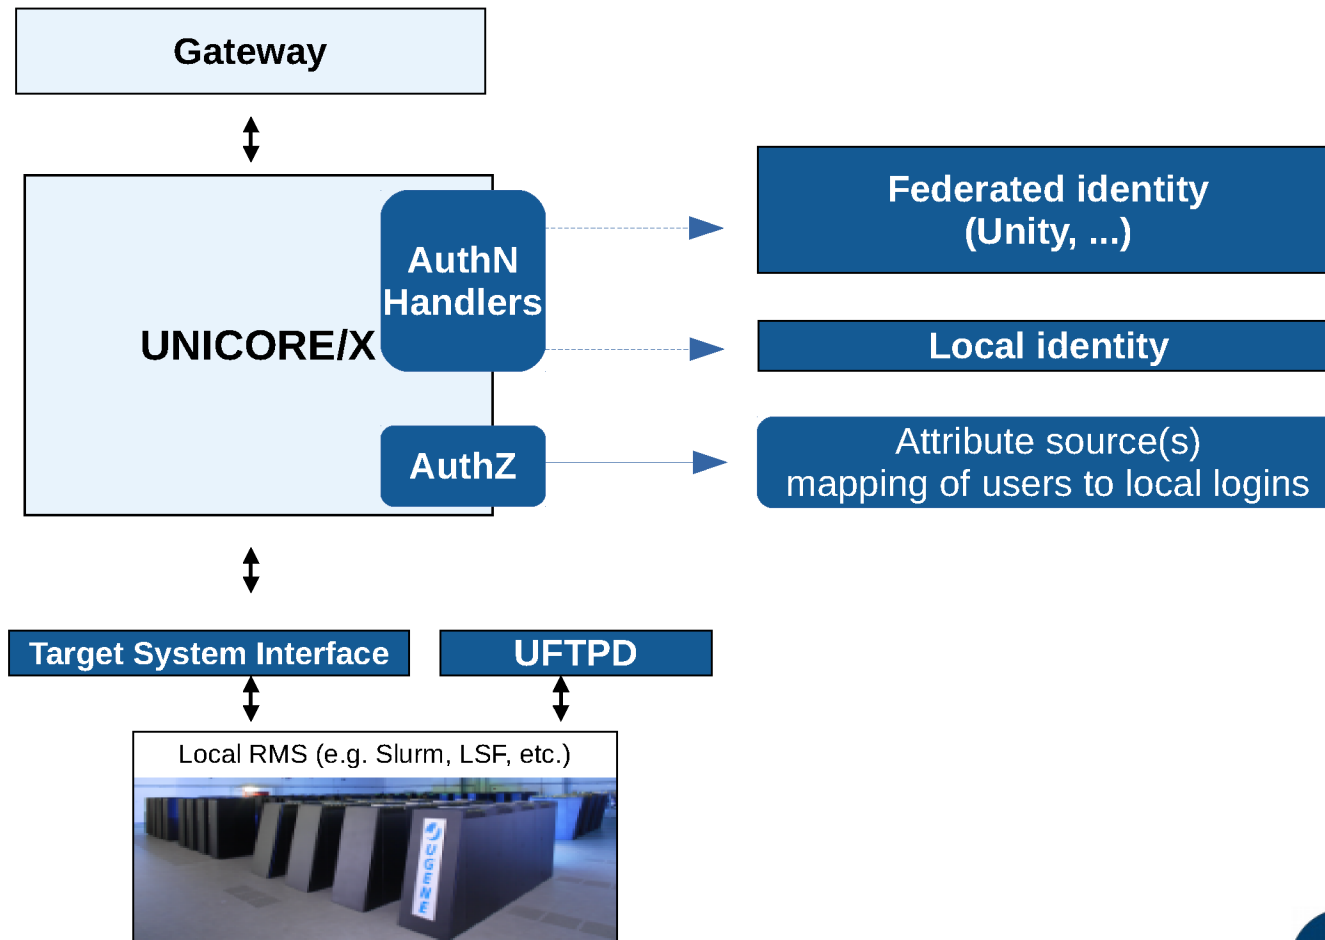 Gateway
AuthN
Handlers
UNICORE/X
AuthZ
Federated identity
(Unity, ...)
Local identity
Attribute source(s)
mapping of users to local logins
Target System Interface
UFTPD
Local RMS (e.g. Slurm, LSF, etc.)
UGENE